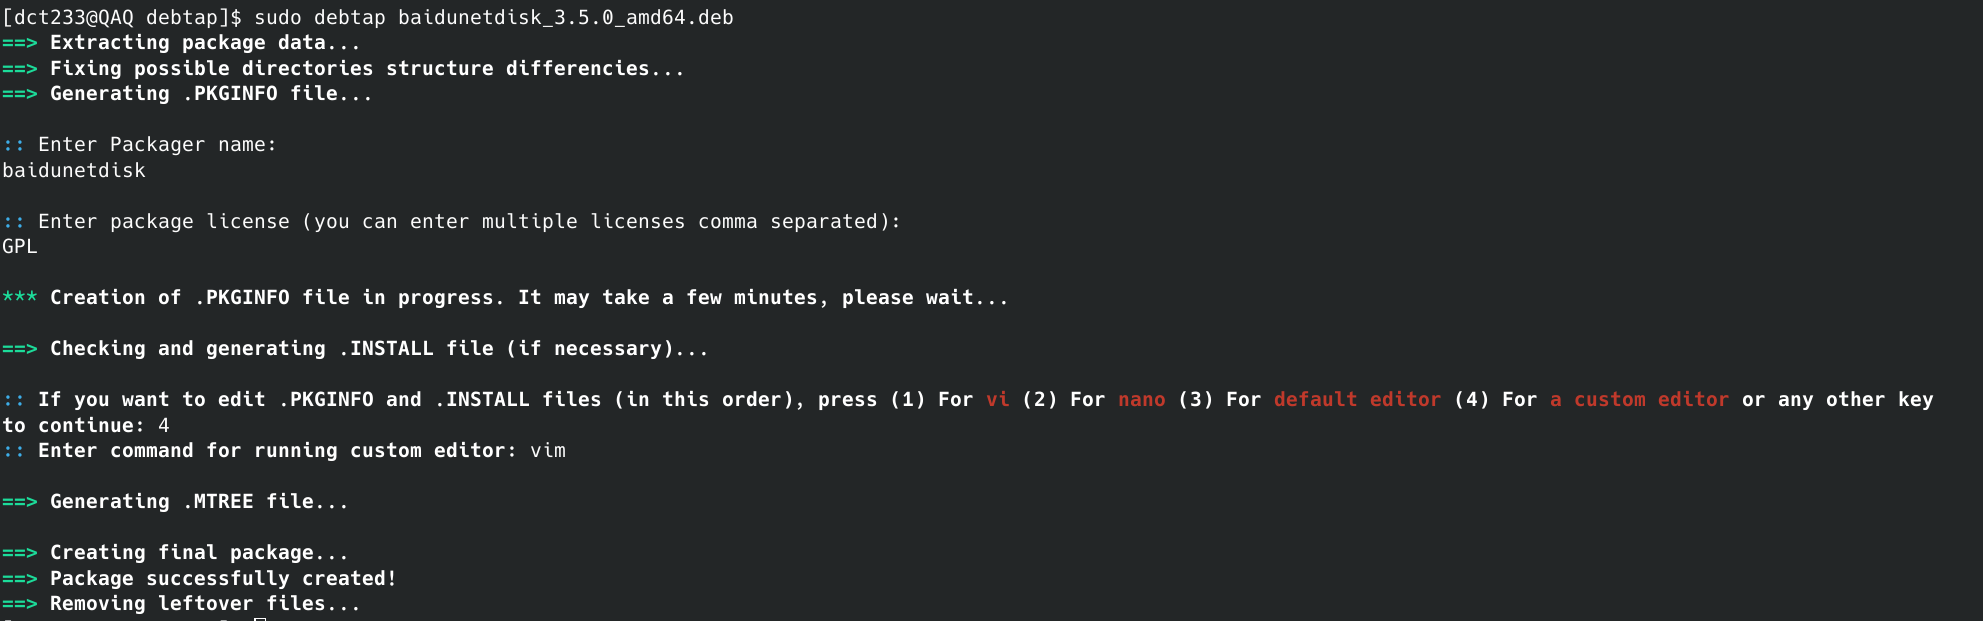 [dct233@QAQ debtap]$ sudo debtap baidunetdisk_3.5.0_amd64.deb
==> Extracting package data...
==> Fixing possible directories structure differencies...
==> Generating .PKGINFO file...
:: Enter Packager name:
baidunetdisk
:: Enter package license (you can enter multiple licenses comma separated):
GPL
*** Creation of .PKGINFO file in progress. It may take a few minutes, please wait...
==> Checking and generating .INSTALL file (if necessary)...
:: If you want to edit .PKGINFO and .INSTALL files (in this order), press (1) For vi (2) For nano (3) For default editor (4) For a custom editor or any other key
to continue: 4
:: Enter command for running custom editor: vim
==> Generating .MTREE file...
==> Creating final package...
==> Package successfully created!
==> Removing leftover files...